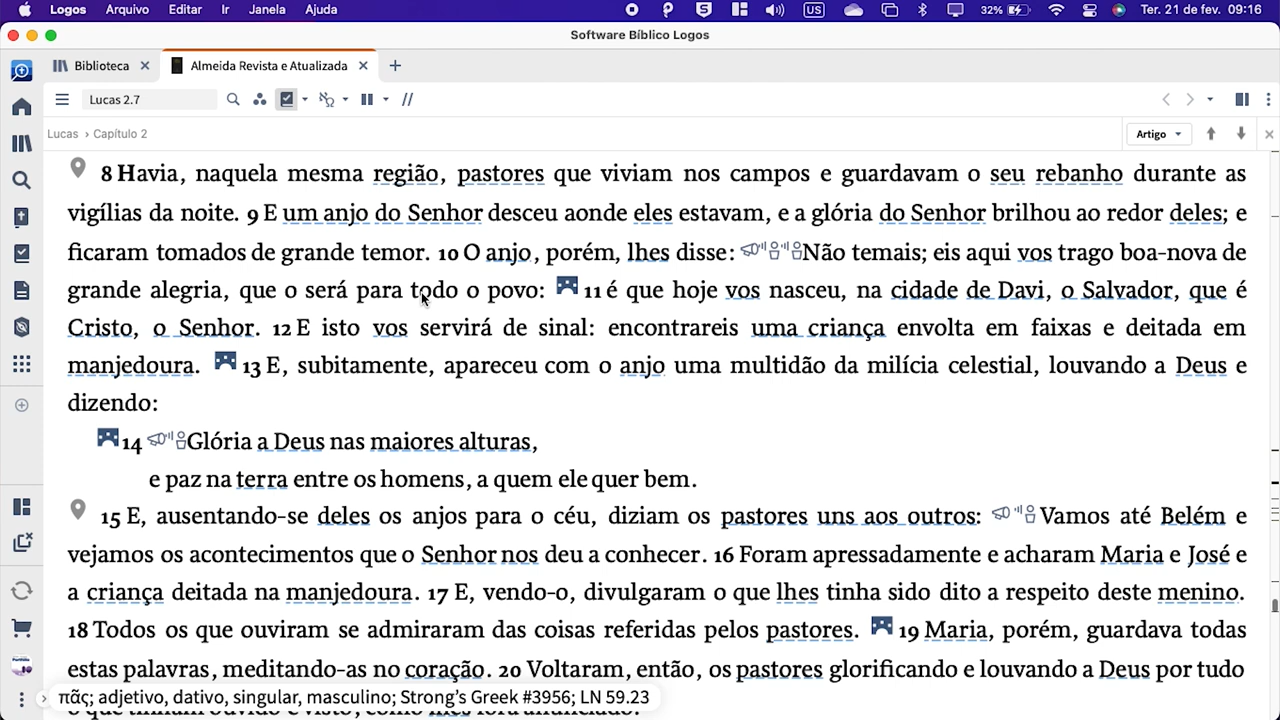 Logos Arquivo Editar Ir Janela Ajuda US 32% Ter. 21 de fev. 09:16
Software Bíblico Logos
Biblioteca Almeida Revista e Atualizada
Lucas 2.7
Lucas › Capítulo 2 Artigo
8 Havia, naquela mesma região, pastores que viviam nos campos e guardavam o seu rebanho durante as
vigílias da noite. 9 E um anjo do Senhor desceu aonde eles estavam, e a glória do Senhor brilhou ao redor deles; e
ficaram tomados de grande temor. 10 O anjo, porém, lhes disse: Não temais; eis aqui vos trago boa-nova de
grande alegria, que o será para todo o povo: 11 é que hoje vos nasceu, na cidade de Davi, o Salvador, que é
Cristo, o Senhor. 12 E isto vos servirá de sinal: encontrareis uma criança envolta em faixas e deitada em
manjedoura. 13 E, subitamente, apareceu com o anjo uma multidão da milícia celestial, louvando a Deus e
dizendo:
14 Glória a Deus nas maiores alturas,
e paz na terra entre os homens, a quem ele quer bem.
15 E, ausentando-se deles os anjos para o céu, diziam os pastores uns aos outros: Vamos até Belém e
vejamos os acontecimentos que o Senhor nos deu a conhecer. 16 Foram apressadamente e acharam Maria e José e
a criança deitada na manjedoura. 17 E, vendo-o, divulgaram o que lhes tinha sido dito a respeito deste menino.
18 Todos os que ouviram se admiraram das coisas referidas pelos pastores. 19 Maria, porém, guardava todas
estas palavras, meditando-as no coração. 20 Voltaram, então, os pastores glorificando e louvando a Deus por tudo
πᾶς; adjetivo, dativo, singular, masculino; Strong’s Greek #3956; LN 59.23